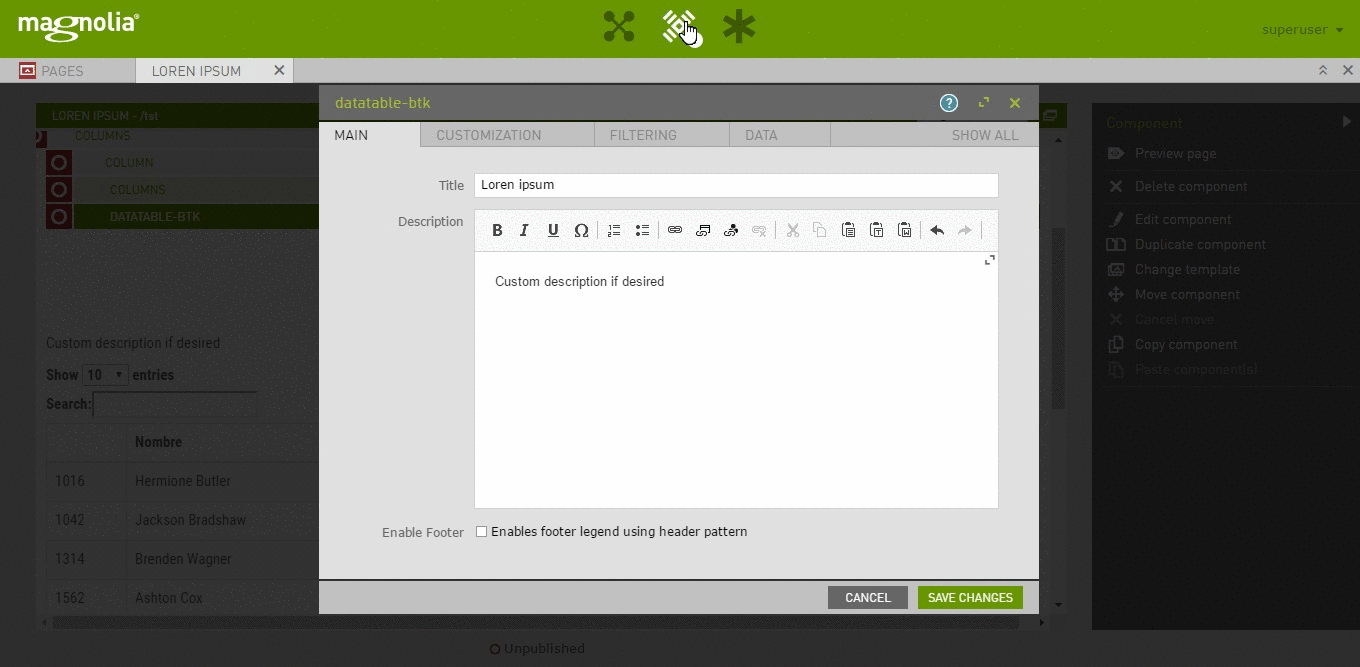 magnolia®
superuser
PAGES
LOREN IPSUM
LOREN IPSUM - /tst
COLUMNS
COLUMN
COLUMNS
DATATABLE-BTK
Custom description if desired
Show 10 entries
Search:
Nombre
1016 Hermione Butler
1042 Jackson Bradshaw
1314 Brenden Wagner
1562 Ashton Cox
datatable-btk
?
MAIN
CUSTOMIZATION
FILTERING
DATA
SHOW ALL
Title
Loren ipsum
Description
B I U Ω
Custom description if desired
Enable Footer
Enables footer legend using header pattern
CANCEL
SAVE CHANGES
Component
Preview page
Delete component
Edit component
Duplicate component
Change template
Move component
Cancel move
Copy component
Paste component(s)
Unpublished